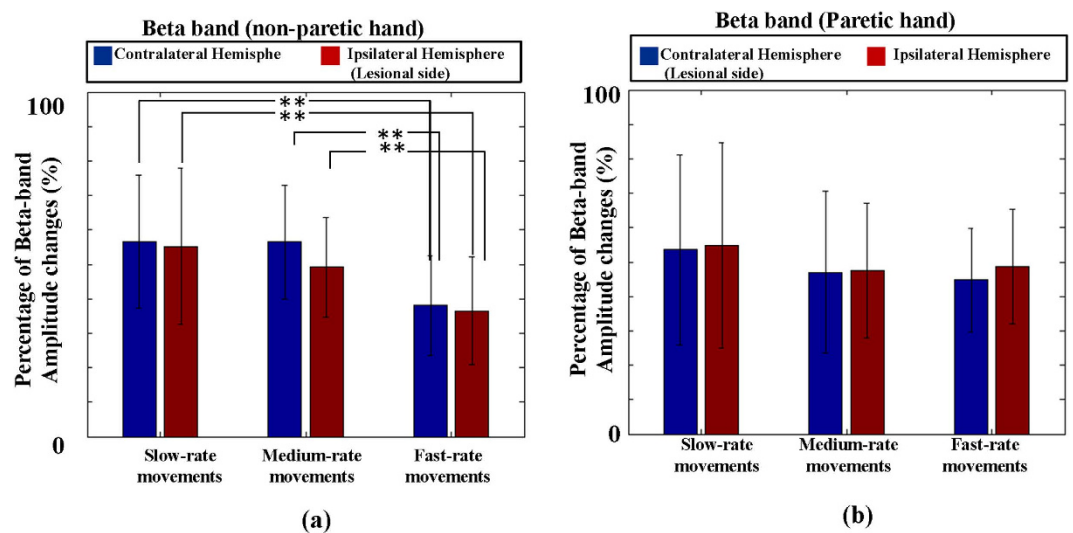 Beta band (non-paretic hand)
Contralateral Hemisphe
Ipsilateral Hemisphere
(Lesional side)
100
**
**
**
**
Percentage of Beta-band
Amplitude changes (%)
0
Slow-rate
movements
Medium-rate
movements
Fast-rate
movements
(a)
Beta band (Paretic hand)
Contralateral Hemisphere
(Lesional side)
Ipsilateral Hemisphere
100
Percentage of Beta-band
Amplitude changes (%)
0
Slow-rate
movements
Medium-rate
movements
Fast-rate
movements
(b)